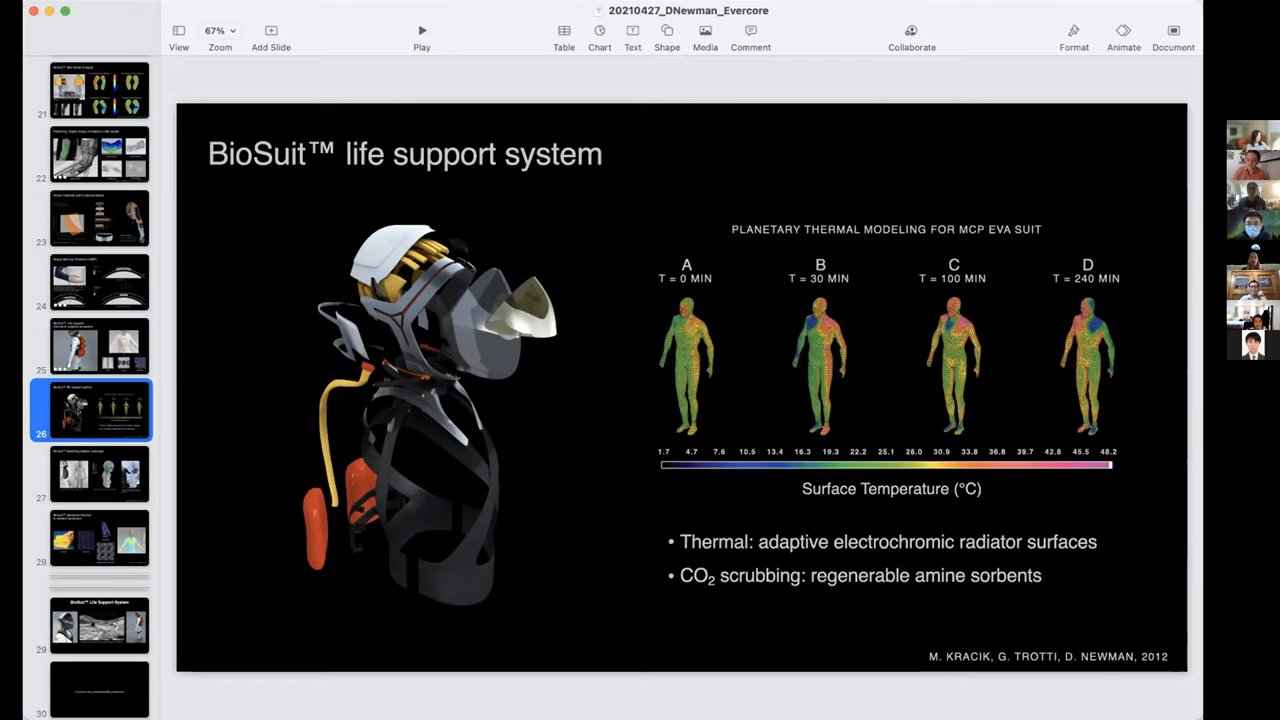 20210427_DNewman_Evercore
67%
View
Zoom
Add Slide
Play
Table
Chart
Text
Shape
Media
Comment
Collaborate
Format
Animate
Document
21
22
23
24
25
26
27
28
29
30
BioSuit™ Life Support System
BioSuit™ life support system
PLANETARY THERMAL MODELING FOR MCP EVA SUIT
A B C D
T = 0 MIN T = 30 MIN T = 100 MIN T = 240 MIN
1.7 4.7 7.6 10.5 13.4 16.3 19.3 22.2 25.1 26.0 30.9 33.8 36.8 39.7 42.6 45.5 48.2
Surface Temperature (°C)
• Thermal: adaptive electrochromic radiator surfaces
• CO₂ scrubbing: regenerable amine sorbents
M. KRACIK, G. TROTTI, D. NEWMAN, 2012